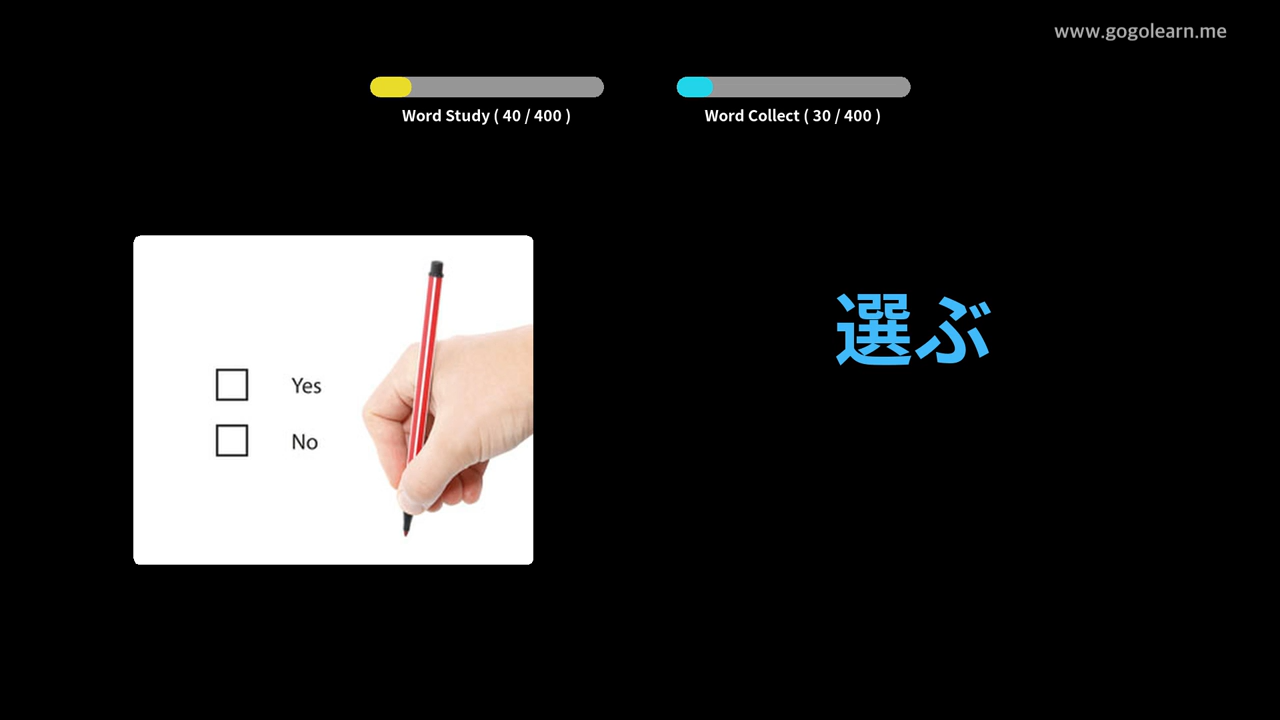 www.gogolearn.me
Word Study ( 40 / 400 )
Word Collect ( 30 / 400 )
Yes
No
選ぶ